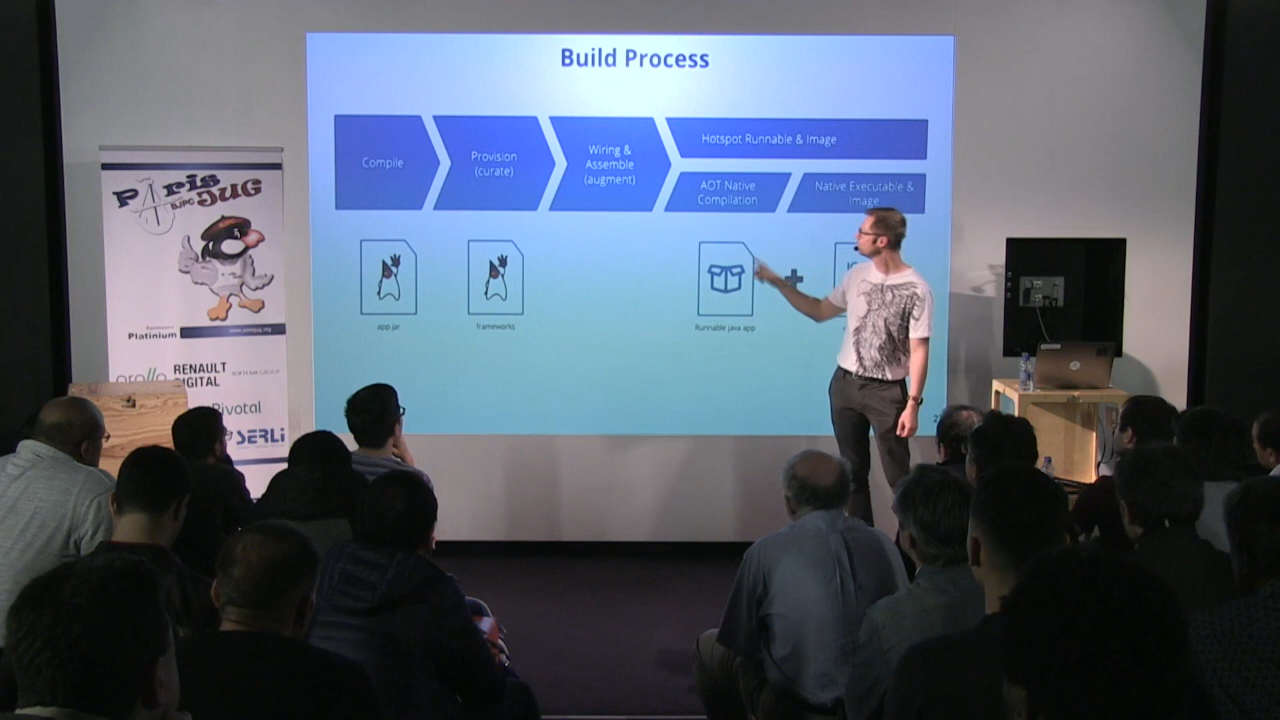 Build Process
Compile
Provision
(curate)
Wiring &
Assemble
(augment)
Hotspot Runnable & Image
AOT Native
Compilation
Native Executable &
Image
app.jar
frameworks
Runnable java app
Paris
JUG
Platinium
RENAULT
DIGITAL
Pivotal
SERLI